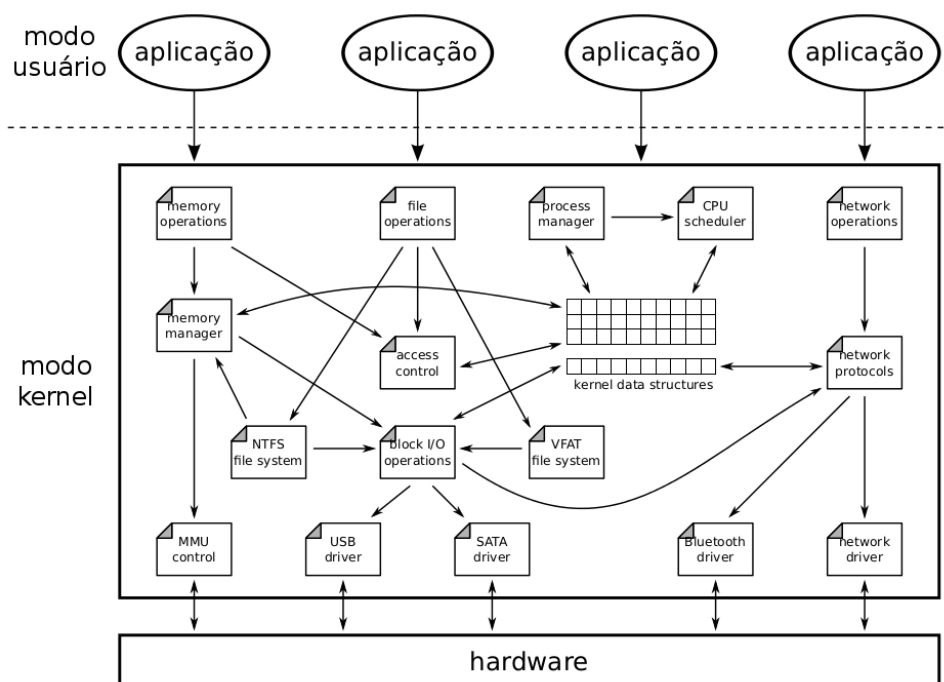 modo
usuário
aplicação
aplicação
aplicação
aplicação
modo
kernel
memory
operations
file
operations
process
manager
CPU
scheduler
network
operations
memory
manager
access
control
kernel data structures
network
protocols
NTFS
file system
block I/O
operations
VFAT
file system
MMU
control
USB
driver
SATA
driver
Bluetooth
driver
network
driver
hardware